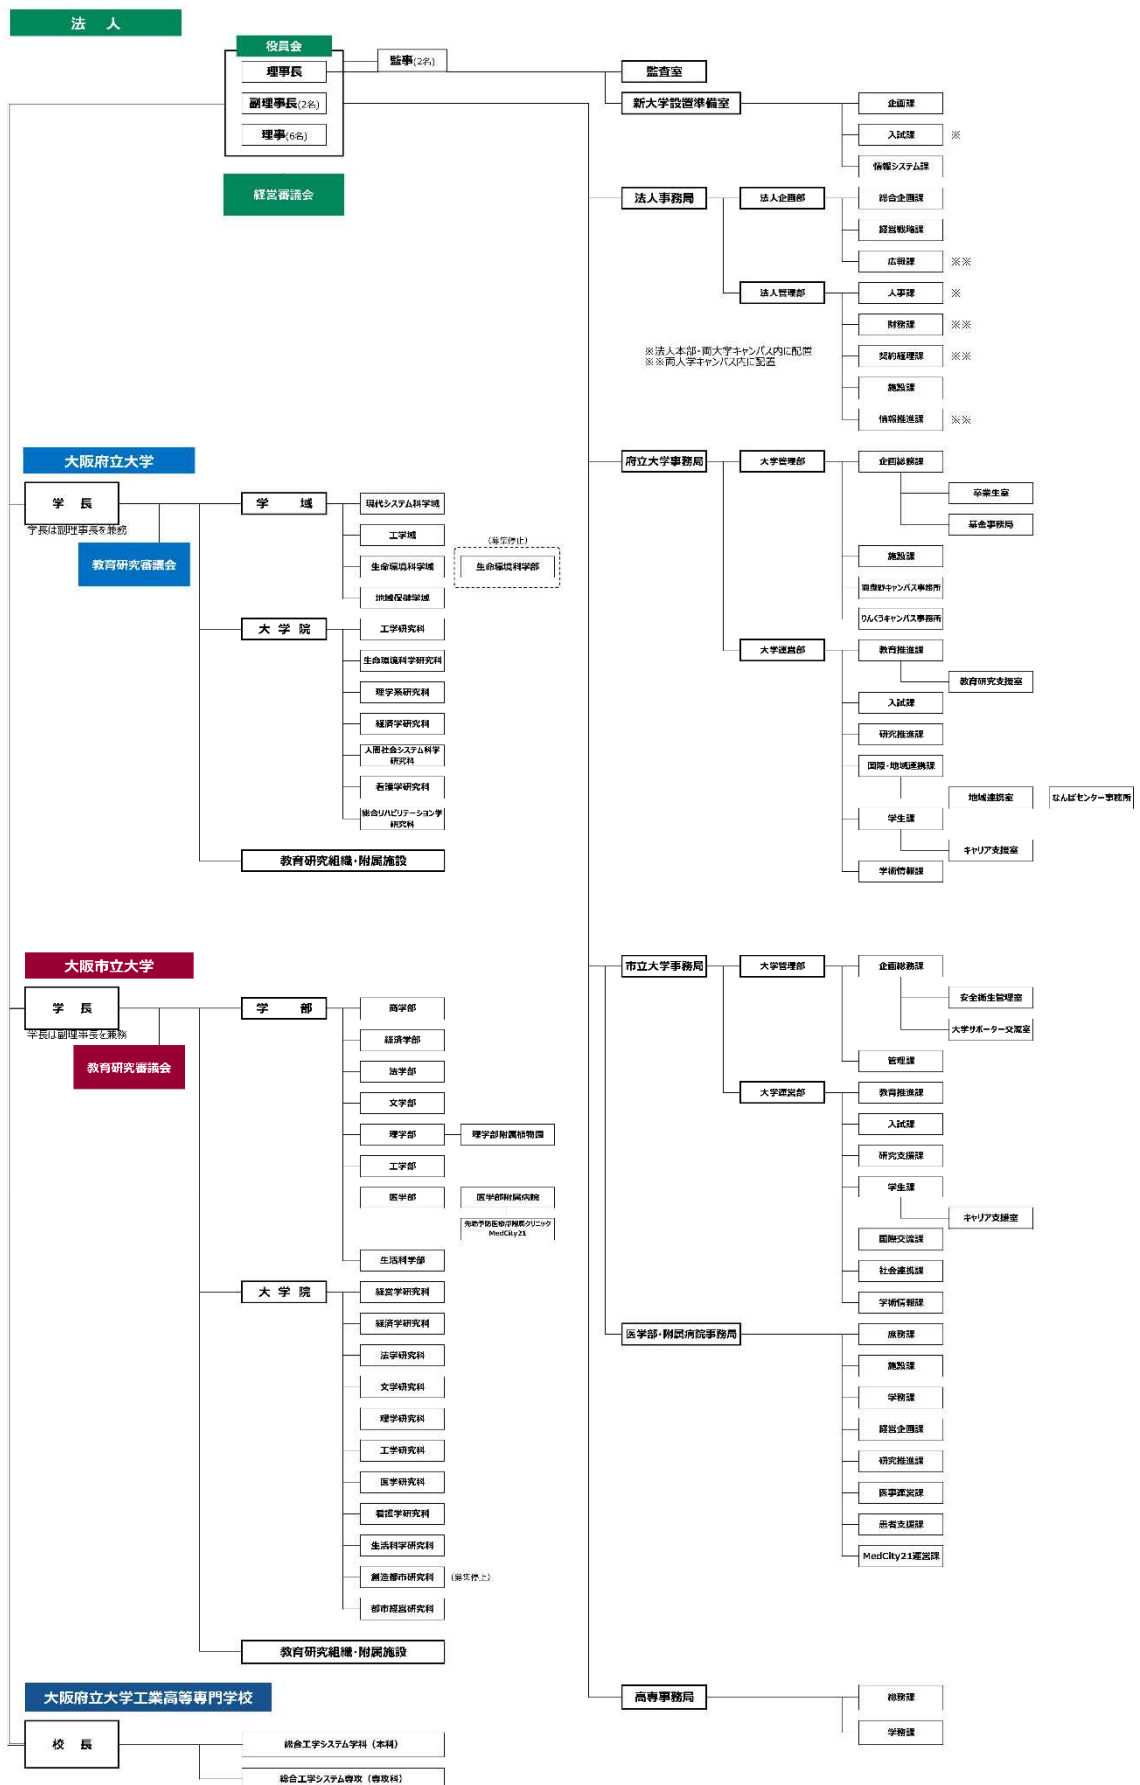 法　人
役員会
理事長
副理事長(2名)
理事(6名)
監事(2名)
経営審議会
監査室
新大学設置準備室
企画課
入試課 ※
情報システム課
法人事務局
法人企画部
総合企画課
経営戦略課
広報課 ※※
法人管理部
人事課 ※
財務課 ※※
契約経理課 ※※
施設課
情報推進課 ※※
※法人本部・両大学キャンパス内に配置
※※両大学キャンパス内に配置
大阪府立大学
学　長
学長は副理事長を兼務
教育研究審議会
学　域
現代システム科学域
工学域
生命環境科学域
(募集停止)
生命環境科学部
地域保健学域
大 学 院
工学研究科
生命環境科学研究科
理学系研究科
経済学研究科
人間社会システム科学
研究科
看護学研究科
総合リハビリテーション学
研究科
教育研究組織・附属施設
府立大学事務局
大学管理部
企画総務課
卒業生室
基金事務局
施設課
羽曳野キャンパス事務所
りんくうキャンパス事務所
大学運営部
教育推進課
教育研究支援室
入試課
研究推進課
国際・地域連携課
地域連携室
なんばセンター事務所
学生課
キャリア支援室
学術情報課
大阪市立大学
学　長
学長は副理事長を兼務
教育研究審議会
学　部
商学部
経済学部
法学部
文学部
理学部
理学部附属植物園
工学部
医学部
医学部附属病院
先端予防医療部附属クリニック
MedCity21
生活科学部
大 学 院
経営学研究科
経済学研究科
法学研究科
文学研究科
理学研究科
工学研究科
医学研究科
看護学研究科
生活科学研究科
創造都市研究科 (募集停止)
都市経営研究科
教育研究組織・附属施設
市立大学事務局
大学管理部
企画総務課
安全衛生管理室
大学サポーター交流室
管理課
大学運営部
教育推進課
入試課
研究支援課
学生課
キャリア支援室
国際交流課
社会連携課
学術情報課
医学部・附属病院事務局
庶務課
施設課
学務課
経営企画課
研究推進課
医事運営課
患者支援課
MedCity21運営課
大阪府立大学工業高等専門学校
校　長
総合工学システム学科（本科）
総合工学システム専攻（専攻科）
高専事務局
総務課
学務課